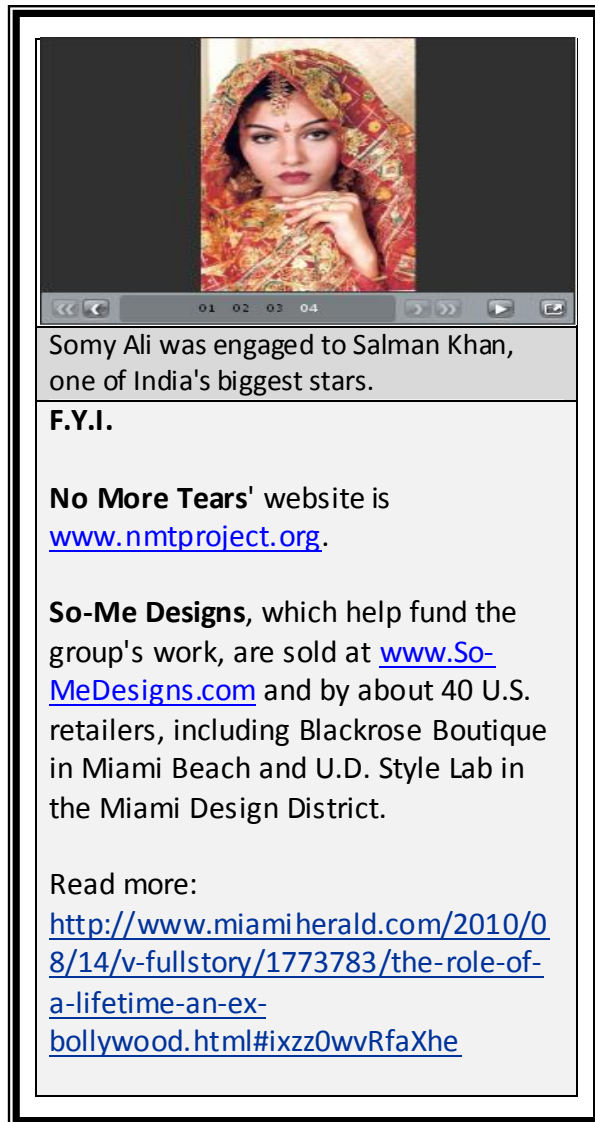 01 02 03 04
Somy Ali was engaged to Salman Khan,
one of India's biggest stars.
F.Y.I.
No More Tears' website is
www.nmtproject.org.
So-Me Designs, which help fund the
group's work, are sold at www.So-
MeDesigns.com and by about 40 U.S.
retailers, including Blackrose Boutique
in Miami Beach and U.D. Style Lab in
the Miami Design District.
Read more:
http://www.miamiherald.com/2010/0
8/14/v-fullstory/1773783/the-role-of-
a-lifetime-an-ex-
bollywood.html#ixzz0wvRfaXhe